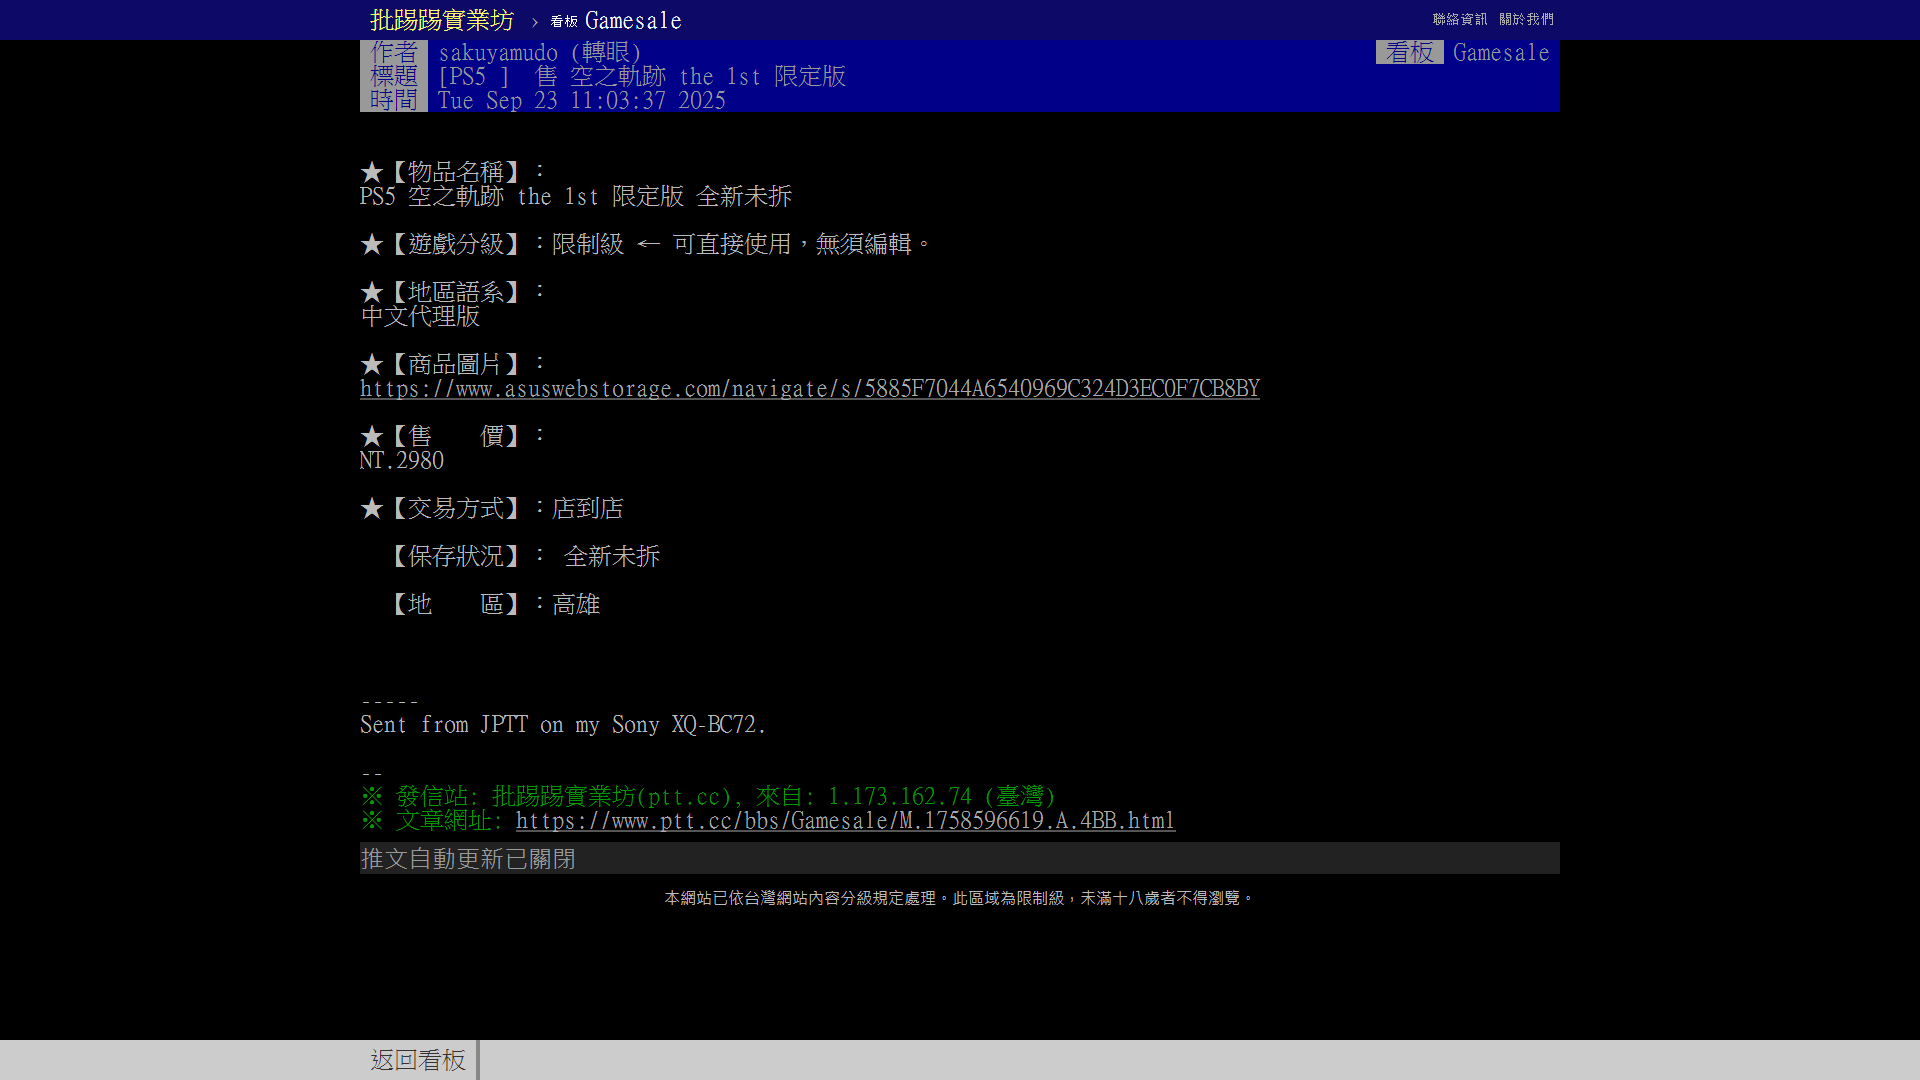 批踢踢實業坊 › 看板 Gamesale 聯絡資訊 關於我們
作者 sakuyamudo (轉眼) 看板 Gamesale
標題 [PS5 ] 售 空之軌跡 the 1st 限定版
時間 Tue Sep 23 11:03:37 2025
★【物品名稱】：
PS5 空之軌跡 the 1st 限定版 全新未拆
★【遊戲分級】：限制級 ← 可直接使用，無須編輯。
★【地區語系】：
中文代理版
★【商品圖片】：
https://www.asuswebstorage.com/navigate/s/5885F7044A6540969C324D3EC0F7CB8BY
★【售　　價】：
NT.2980
★【交易方式】：店到店
【保存狀況】： 全新未拆
【地　　區】：高雄
-----
Sent from JPTT on my Sony XQ-BC72.
--
※ 發信站: 批踢踢實業坊(ptt.cc), 來自: 1.173.162.74 (臺灣)
※ 文章網址: https://www.ptt.cc/bbs/Gamesale/M.1758596619.A.4BB.html
推文自動更新已關閉
本網站已依台灣網站內容分級規定處理。此區域為限制級，未滿十八歲者不得瀏覽。
返回看板